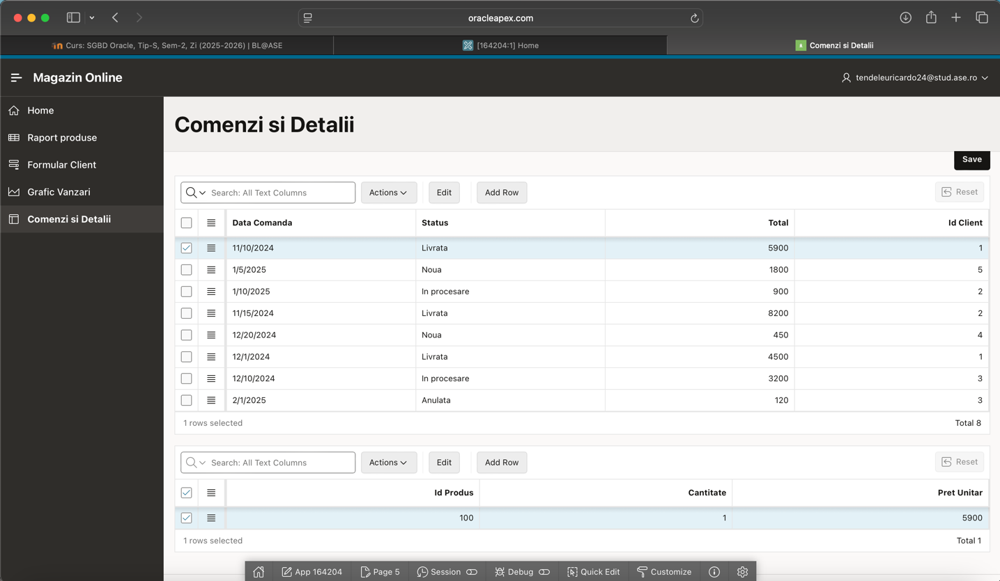 oracleapex.com
Curs: SGBD Oracle, Tip-S, Sem-2, Zi (2025-2026) | BL@ASE
[164204:1] Home
Comenzi si Detalii
Magazin Online
tendeleuricardo24@stud.ase.ro
Home
Raport produse
Formular Client
Grafic Vanzari
Comenzi si Detalii
Comenzi si Detalii
Save
Search: All Text Columns Actions Edit Add Row Reset
Data Comanda Status Total Id Client
11/10/2024 Livrata 5900 1
1/5/2025 Noua 1800 5
1/10/2025 In procesare 900 2
11/15/2024 Livrata 8200 2
12/20/2024 Noua 450 4
12/1/2024 Livrata 4500 1
12/10/2024 In procesare 3200 3
2/1/2025 Anulata 120 3
1 rows selected Total 8
Search: All Text Columns Actions Edit Add Row Reset
Id Produs Cantitate Pret Unitar
100 1 5900
1 rows selected Total 1
App 164204 Page 5 Session Debug Quick Edit Customize